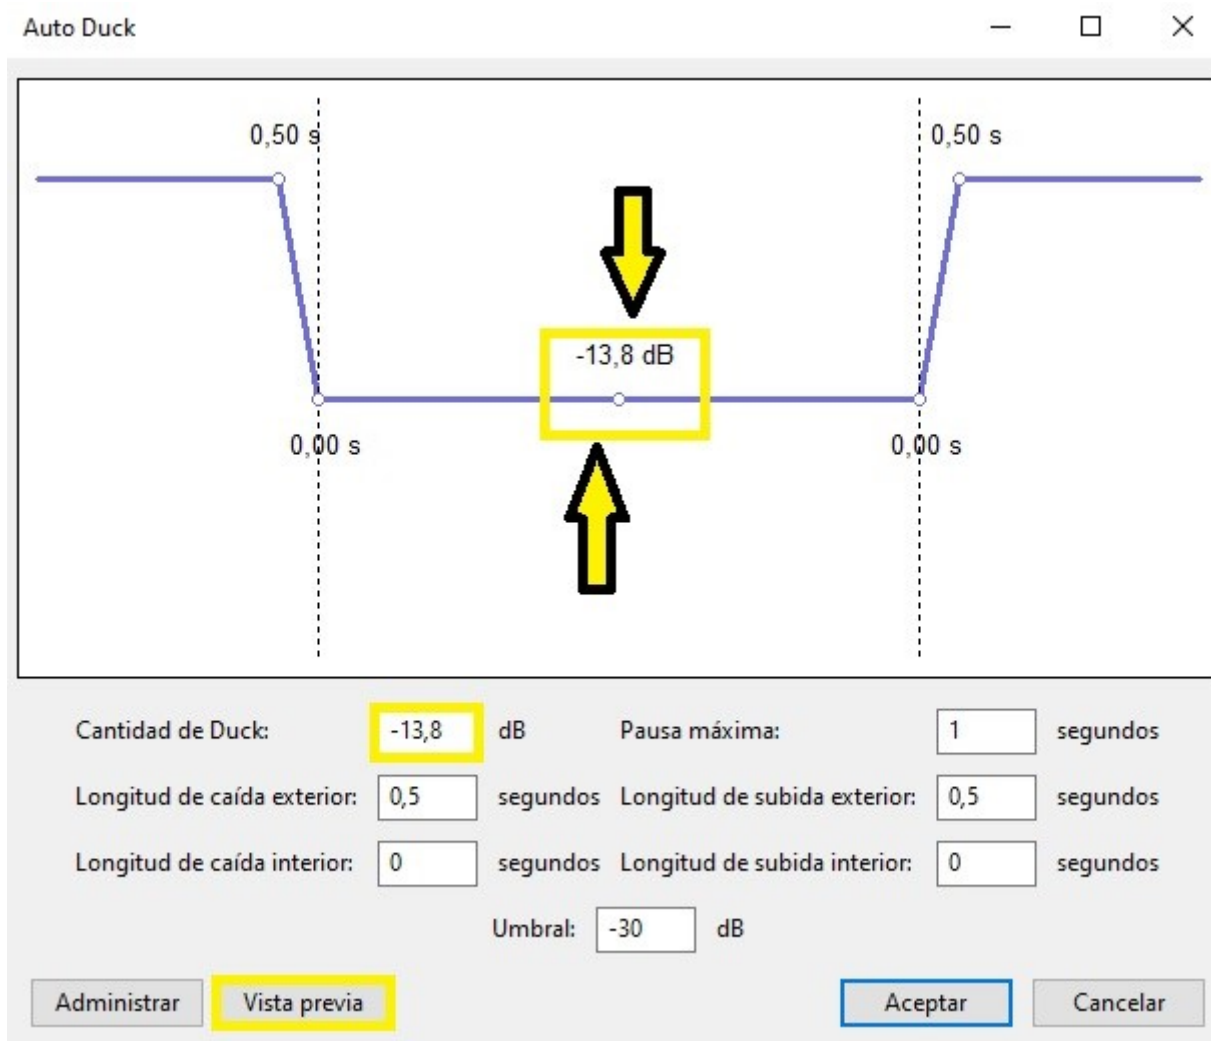 Auto Duck
0,50 s 0,50 s
-13,8 dB
0,00 s 0,00 s
Cantidad de Duck: -13,8 dB Pausa máxima: 1 segundos
Longitud de caída exterior: 0,5 segundos Longitud de subida exterior: 0,5 segundos
Longitud de caída interior: 0 segundos Longitud de subida interior: 0 segundos
Umbral: -30 dB
Administrar Vista previa Aceptar Cancelar